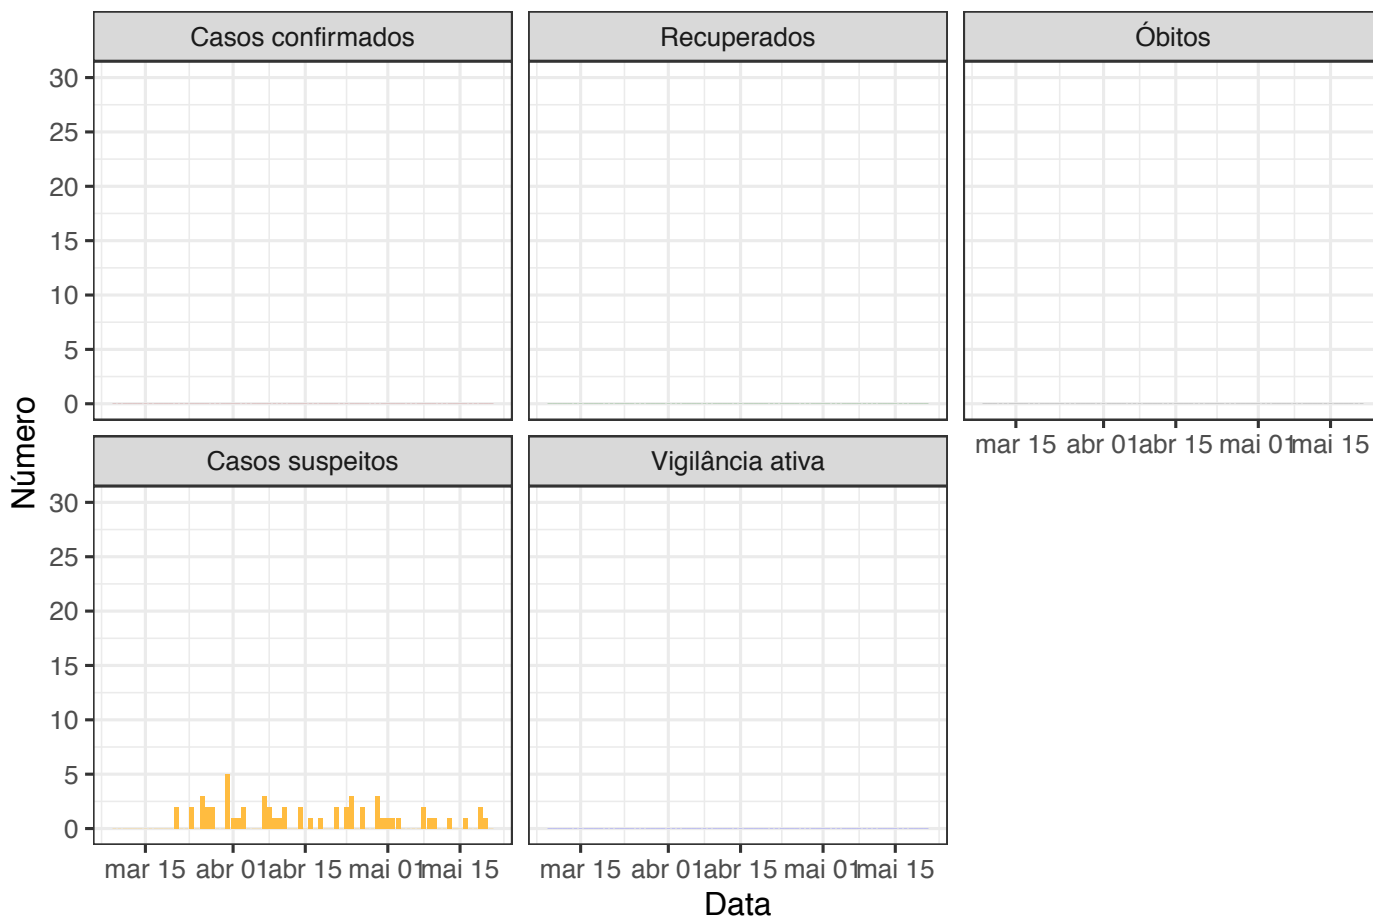 Casos confirmados
Recuperados
Óbitos
30
25
20
15
10
5
0
mar 15 abr 01 abr 15 mai 01 mai 15
Casos suspeitos
Vigilância ativa
30
25
20
15
10
5
0
mar 15 abr 01 abr 15 mai 01 mai 15
mar 15 abr 01 abr 15 mai 01 mai 15
Número
Data